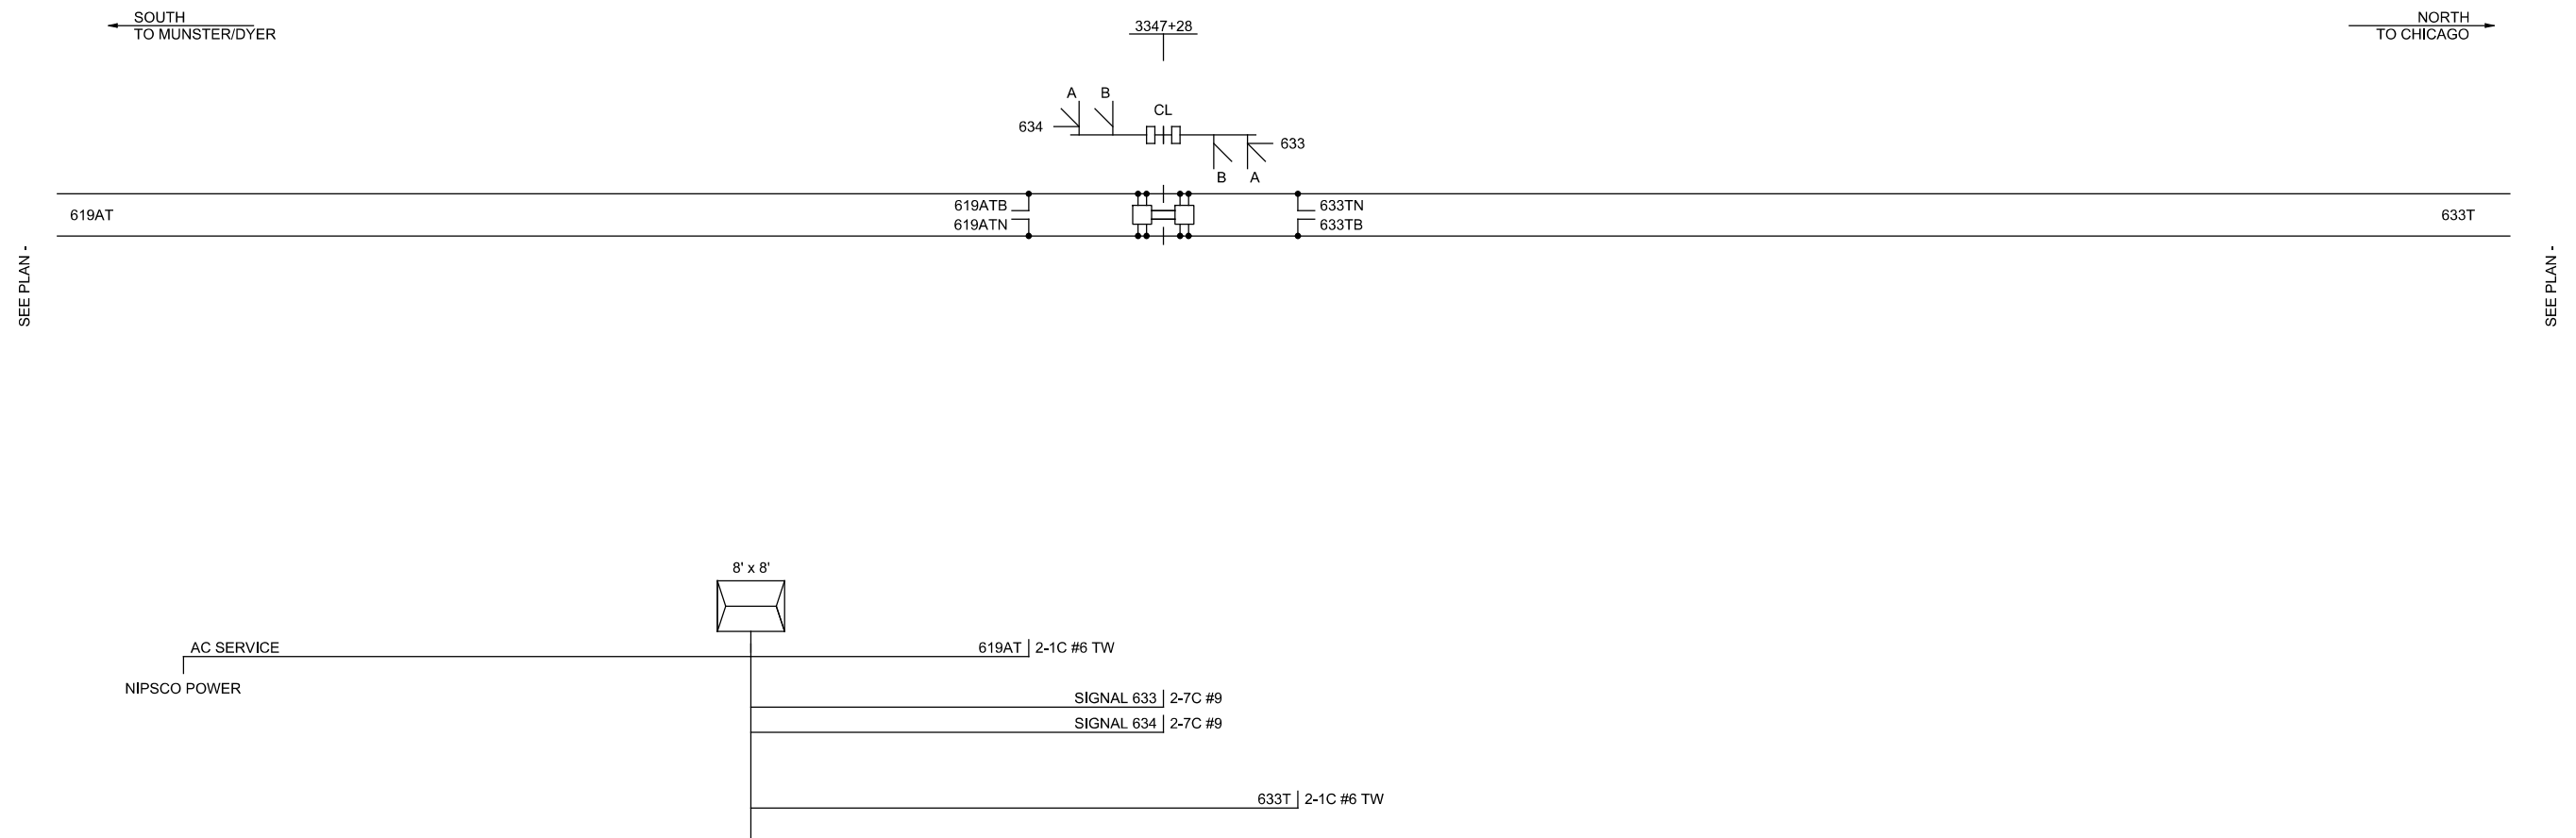 SOUTH
TO MUNSTER/DYER
3347+28
NORTH
TO CHICAGO
A
B
CL
634
633
B
A
619AT
619ATB
619ATN
633TN
633TB
633T
SEE PLAN -
SEE PLAN -
8' x 8'
AC SERVICE
NIPSCO POWER
619AT 2-1C #6 TW
SIGNAL 633 2-7C #9
SIGNAL 634 2-7C #9
633T 2-1C #6 TW